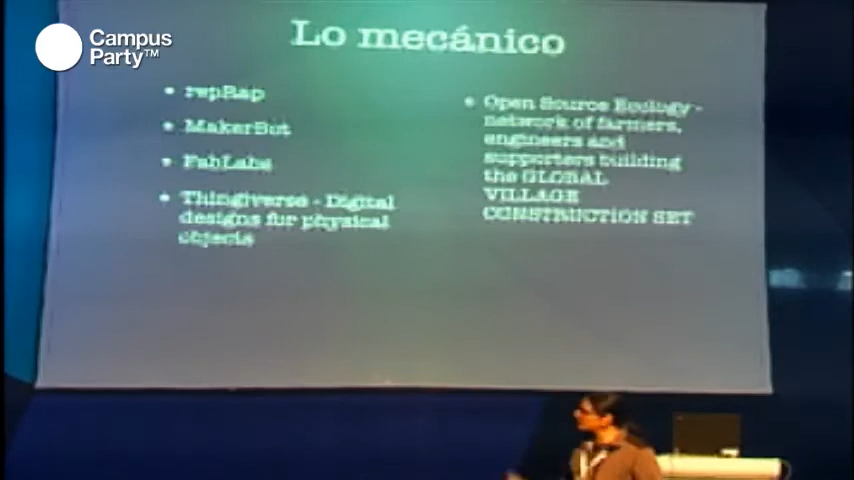 Campus
Party™
Lo mecánico
• repRap
• MakerBot
• FabLabs
• Thingiverse - Digital
designs for physical
objects
• Open Source Ecology -
network of farmers,
engineers and
supporters building
the GLOBAL
VILLAGE
CONSTRUCTION SET